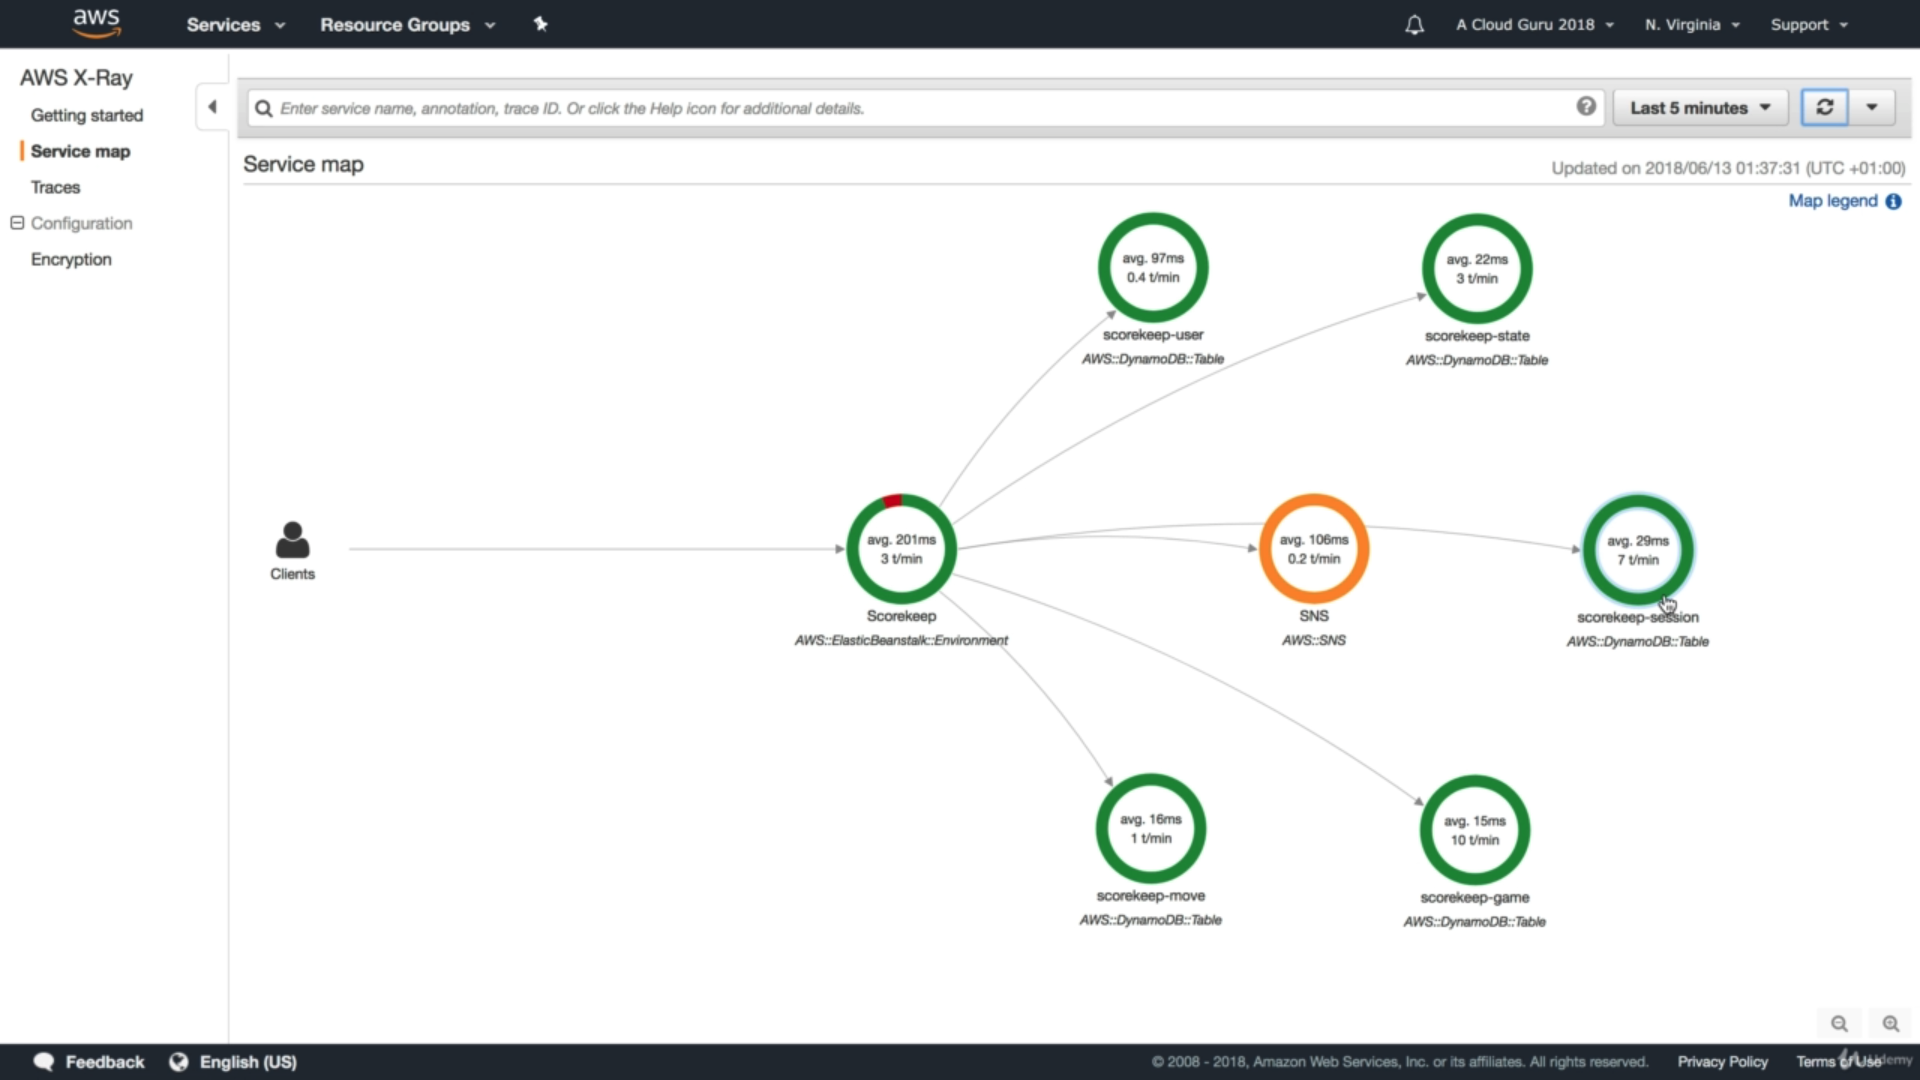 aws
Services
Resource Groups
A Cloud Guru 2018
N. Virginia
Support
AWS X-Ray
Getting started
Service map
Traces
Configuration
Encryption
Enter service name, annotation, trace ID. Or click the Help icon for additional details.
Last 5 minutes
Service map
Updated on 2018/06/13 01:37:31 (UTC +01:00)
Map legend
avg. 97ms
0.4 t/min
scorekeep-user
AWS::DynamoDB::Table
avg. 22ms
3 t/min
scorekeep-state
AWS::DynamoDB::Table
Clients
avg. 201ms
3 t/min
Scorekeep
AWS::ElasticBeanstalk::Environment
avg. 106ms
0.2 t/min
SNS
AWS::SNS
avg. 29ms
7 t/min
scorekeep-session
AWS::DynamoDB::Table
avg. 16ms
1 t/min
scorekeep-move
AWS::DynamoDB::Table
avg. 15ms
10 t/min
scorekeep-game
AWS::DynamoDB::Table
Feedback
English (US)
© 2008 - 2018, Amazon Web Services, Inc. or its affiliates. All rights reserved.
Privacy Policy
Terms of Use
Udemy